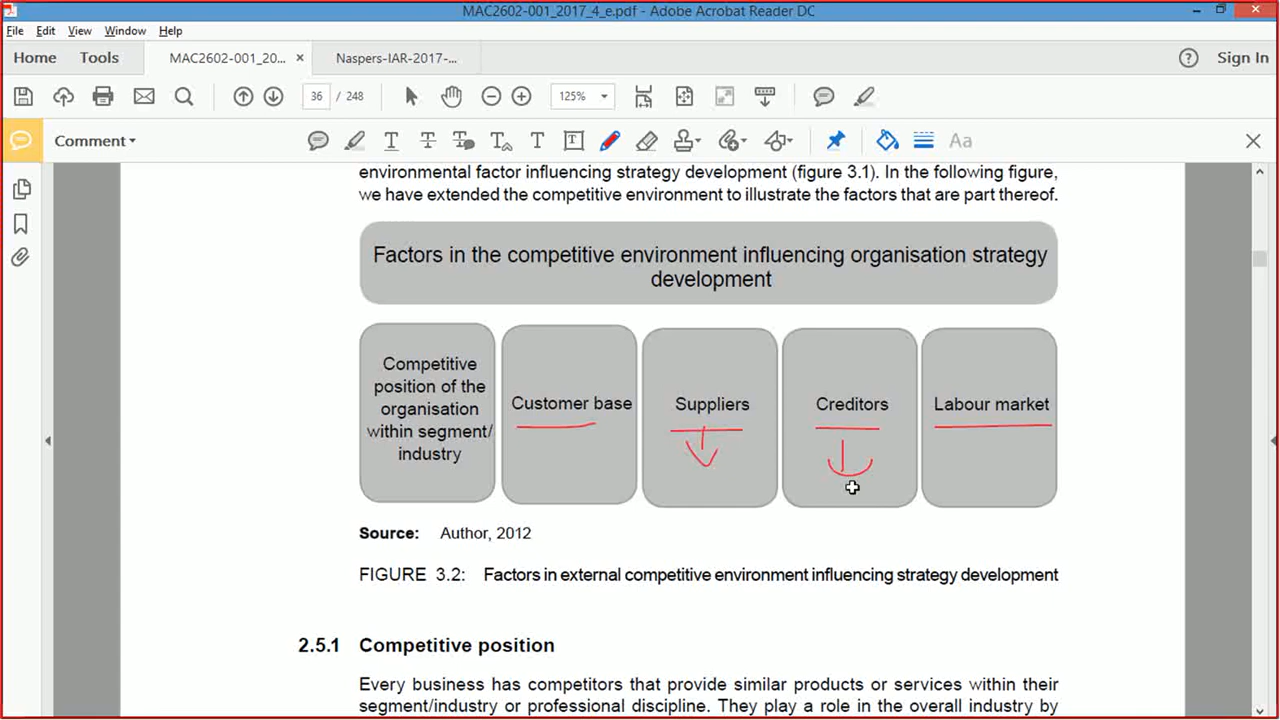 MAC2602-001_2017_4_e.pdf - Adobe Acrobat Reader DC
File Edit View Window Help
Home Tools MAC2602-001_20... × Naspers-IAR-2017-... Sign In
36 / 248 125%
Comment
environmental factor influencing strategy development (figure 3.1). In the following figure,
we have extended the competitive environment to illustrate the factors that are part thereof.
Factors in the competitive environment influencing organisation strategy
development
Competitive
position of the
organisation
within segment/
industry
Customer base
Suppliers
Creditors
Labour market
Source: Author, 2012
FIGURE 3.2: Factors in external competitive environment influencing strategy development
2.5.1 Competitive position
Every business has competitors that provide similar products or services within their
segment/industry or professional discipline. They play a role in the overall industry by